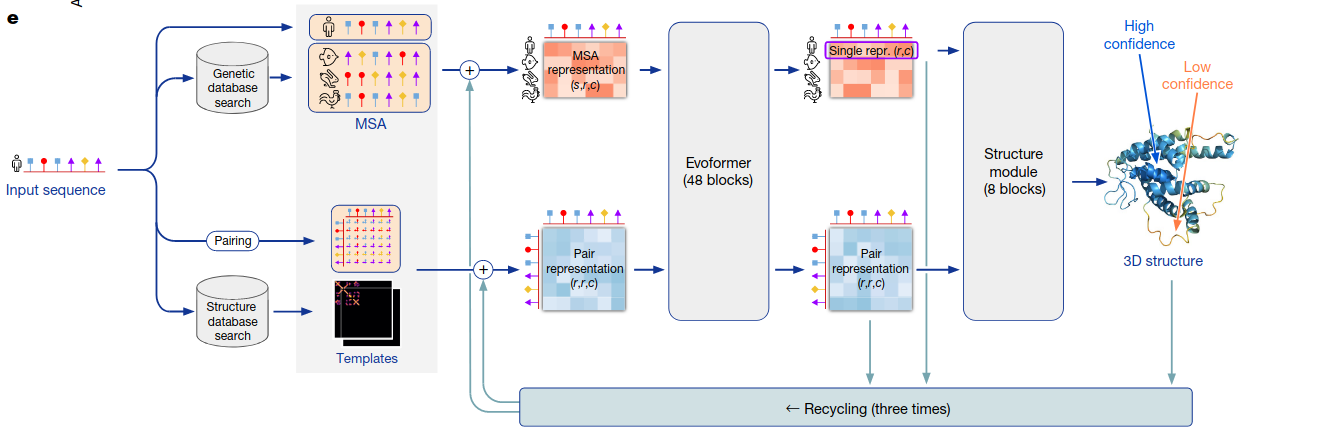 e
A
High
confidence
Low
confidence
Genetic
database
search
MSA
MSA
representation
(s,r,c)
Single repr. (r,c)
Input sequence
Evoformer
(48 blocks)
Structure
module
(8 blocks)
Pairing
Pair
representation
(r,r,c)
Pair
representation
(r,r,c)
3D structure
Structure
database
search
Templates
← Recycling (three times)